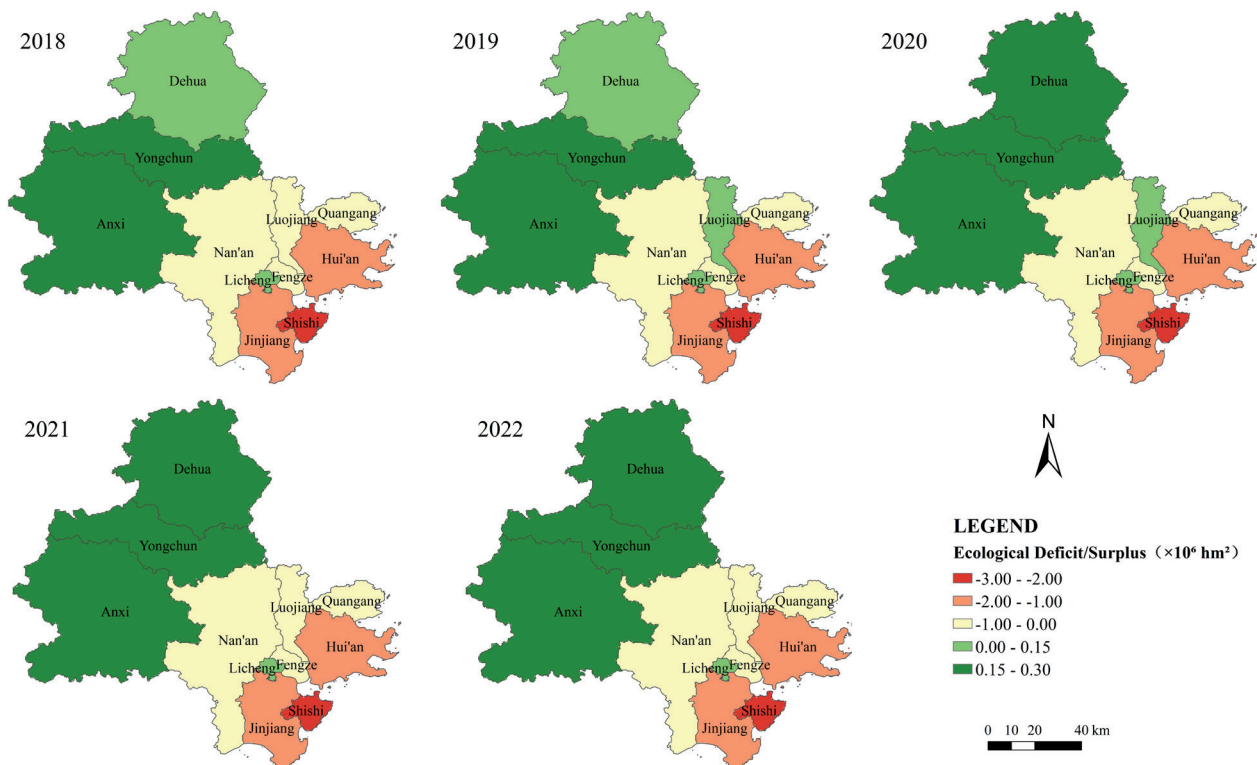 2018
Dehua
Yongchun
Anxi
Nan'an
Luojiang
Quangang
Hui'an
Licheng
Fengze
Shishi
Jinjiang
2019
Dehua
Yongchun
Anxi
Nan'an
Luojiang
Quangang
Hui'an
Licheng
Fengze
Shishi
Jinjiang
2020
Dehua
Yongchun
Anxi
Nan'an
Luojiang
Quangang
Hui'an
Licheng
Fengze
Shishi
Jinjiang
2021
Dehua
Yongchun
Anxi
Nan'an
Luojiang
Quangang
Hui'an
Licheng
Fengze
Shishi
Jinjiang
2022
Dehua
Yongchun
Anxi
Nan'an
Luojiang
Quangang
Hui'an
Licheng
Fengze
Shishi
Jinjiang
N
LEGEND
Ecological Deficit/Surplus（×10⁶ hm²）
-3.00 - -2.00
-2.00 - -1.00
-1.00 - 0.00
0.00 - 0.15
0.15 - 0.30
0 10 20 40 km